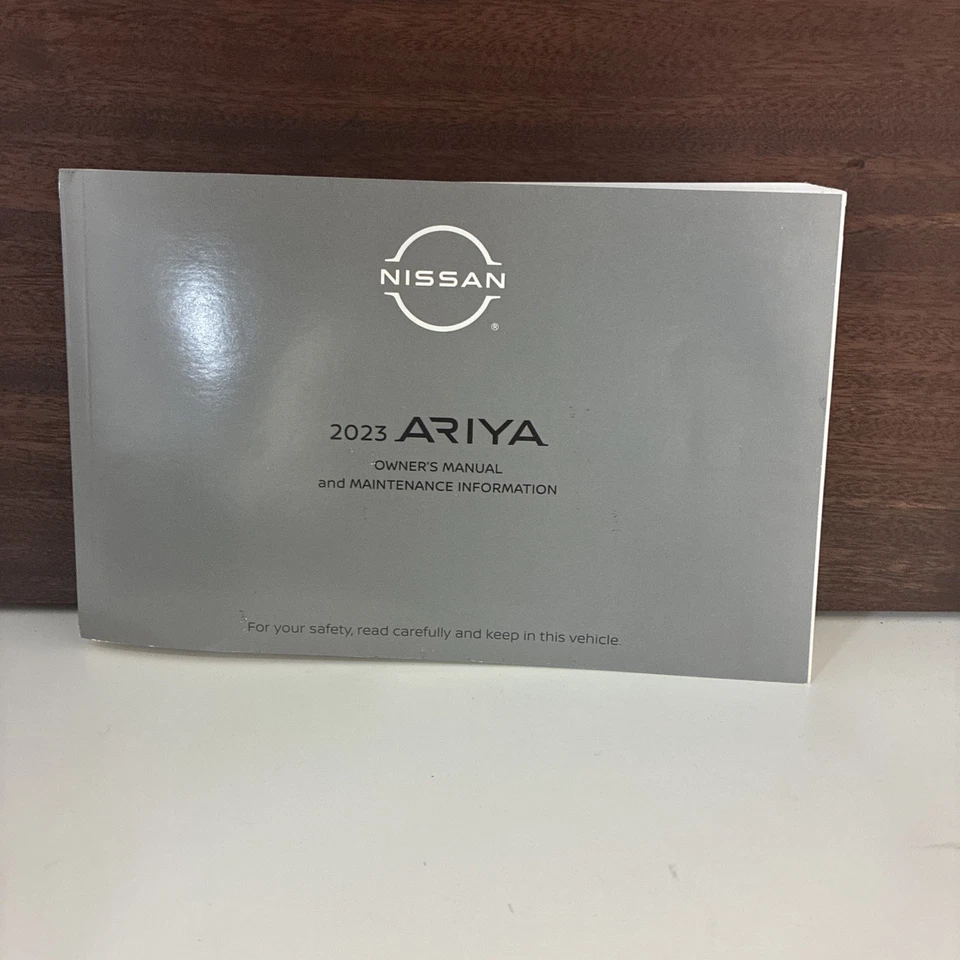 NISSAN
®
2023 ARIYA
OWNER'S MANUAL
and MAINTENANCE INFORMATION
For your safety, read carefully and keep in this vehicle.